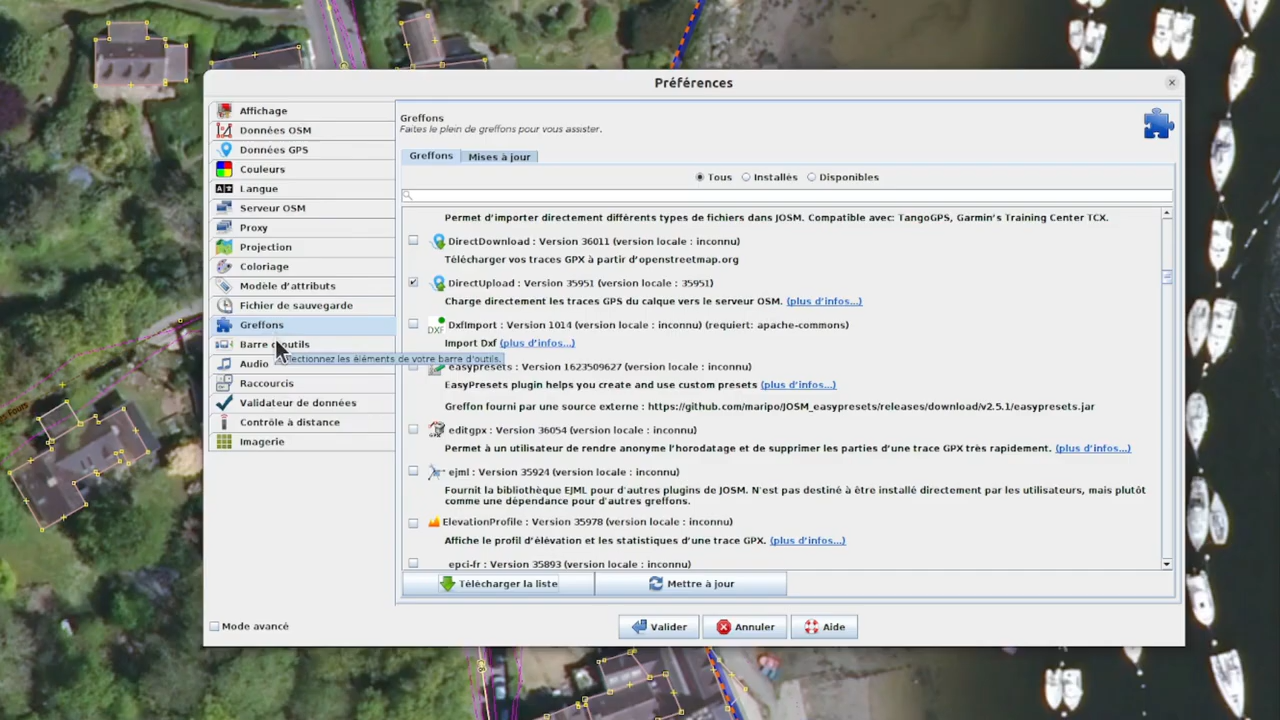 Préférences
Affichage
Données OSM
Données GPS
Couleurs
Langue
Serveur OSM
Proxy
Projection
Coloriage
Modèle d'attributs
Fichier de sauvegarde
Greffons
Barre d'outils
Audio
Raccourcis
Validateur de données
Contrôle à distance
Imagerie
Mode avancé
Greffons
Faites le plein de greffons pour vous assister.
Greffons
Mises à jour
Tous
Installés
Disponibles
Permet d'importer directement différents types de fichiers dans JOSM. Compatible avec: TangoGPS, Garmin's Training Center TCX.
DirectDownload : Version 36011 (version locale : inconnu)
Télécharger vos traces GPX à partir d'openstreetmap.org
DirectUpload : Version 35951 (version locale : 35951)
Charge directement les traces GPS du calque vers le serveur OSM. (plus d'infos...)
DXF
DxfImport : Version 1014 (version locale : inconnu) (requiert: apache-commons)
Import Dxf (plus d'infos...)
lectionnez les éléments de votre barre d'outils.
easypresets : Version 1623509627 (version locale : inconnu)
EasyPresets plugin helps you create and use custom presets (plus d'infos...)
Greffon fourni par une source externe : https://github.com/maripo/JOSM_easypresets/releases/download/v2.5.1/easypresets.jar
editgpx : Version 36054 (version locale : inconnu)
Permet à un utilisateur de rendre anonyme l'horodatage et de supprimer les parties d'une trace GPX très rapidement. (plus d'infos...)
ejml : Version 35924 (version locale : inconnu)
Fournit la bibliothèque EJML pour d'autres plugins de JOSM. N'est pas destiné à être installé directement par les utilisateurs, mais plutôt
comme une dépendance pour d'autres greffons.
ElevationProfile : Version 35978 (version locale : inconnu)
Affiche le profil d'élévation et les statistiques d'une trace GPX. (plus d'infos...)
epci-fr : Version 35893 (version locale : inconnu)
Télécharger la liste
Mettre à jour
Valider
Annuler
Aide